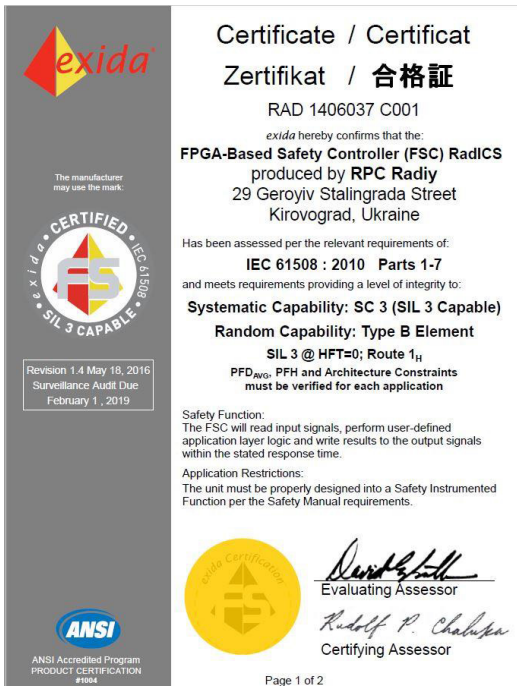 exida
Certificate / Certificat
Zertifikat / 合格証
RAD 1406037 C001
exida hereby confirms that the:
FPGA-Based Safety Controller (FSC) RadICS
produced by RPC Radiy
29 Geroyiv Stalingrada Street
Kirovograd, Ukraine
The manufacturer
may use the mark:
exida CERTIFIED IEC 61508
FS
SIL 3 CAPABLE
Has been assessed per the relevant requirements of:
IEC 61508 : 2010 Parts 1-7
and meets requirements providing a level of integrity to:
Systematic Capability: SC 3 (SIL 3 Capable)
Random Capability: Type B Element
SIL 3 @ HFT=0; Route 1H
PFDAVG, PFH and Architecture Constraints
must be verified for each application
Revision 1.4 May 18, 2016
Surveillance Audit Due
February 1 , 2019
Safety Function:
The FSC will read input signals, perform user-defined
application layer logic and write results to the output signals
within the stated response time.
Application Restrictions:
The unit must be properly designed into a Safety Instrumented
Function per the Safety Manual requirements.
exida Certification
FS
Evaluating Assessor
Rudolf P. Chalupa
Certifying Assessor
ANSI
ANSI Accredited Program
PRODUCT CERTIFICATION
#1004
Page 1 of 2